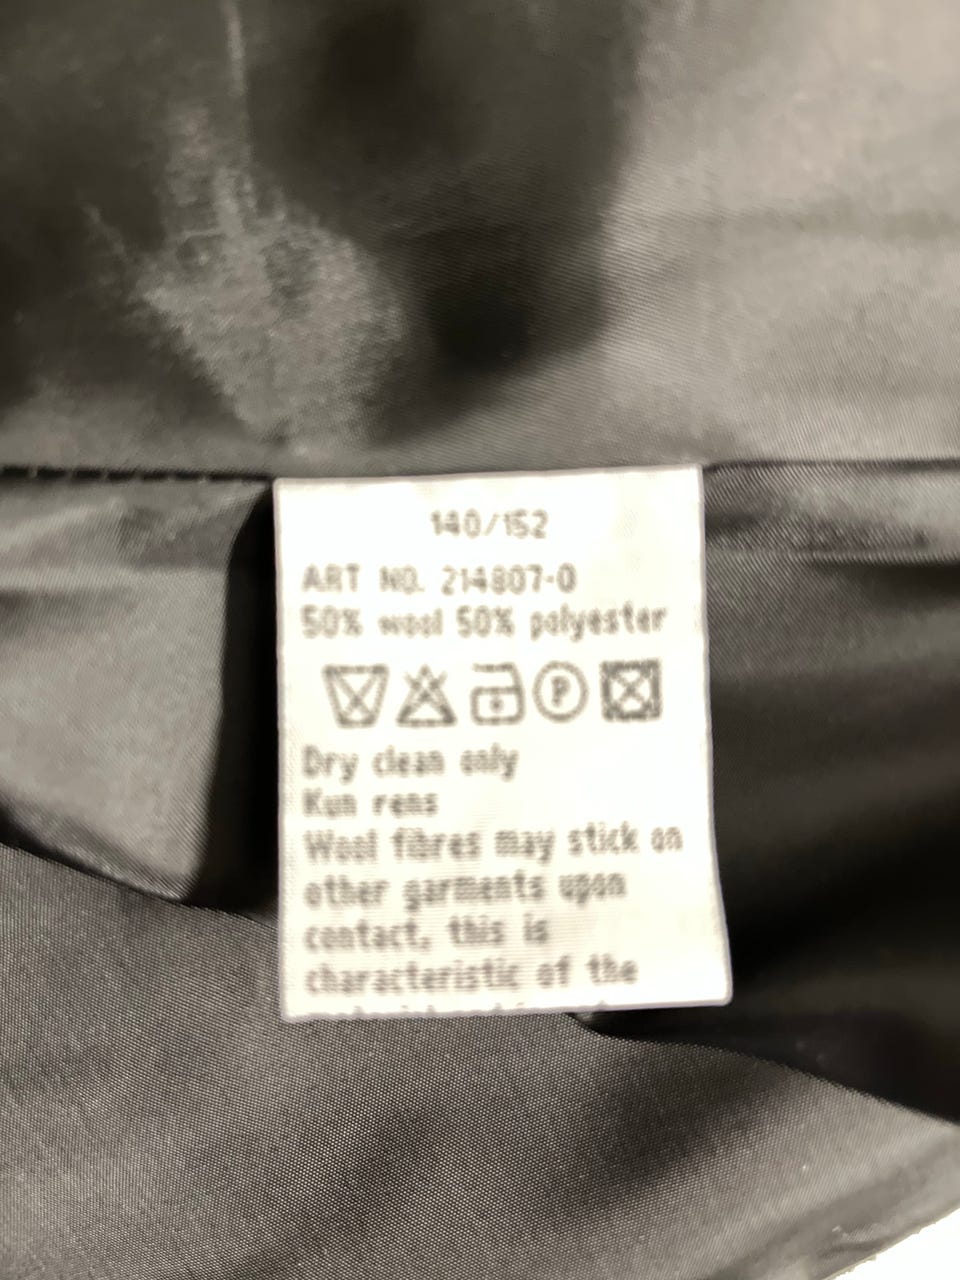 140/152
ART NO. 214807-0
50% wool 50% polyester
P
Dry clean only
Kun rens
Wool fibres may stick on
other garments upon
contact, this is
characteristic of the